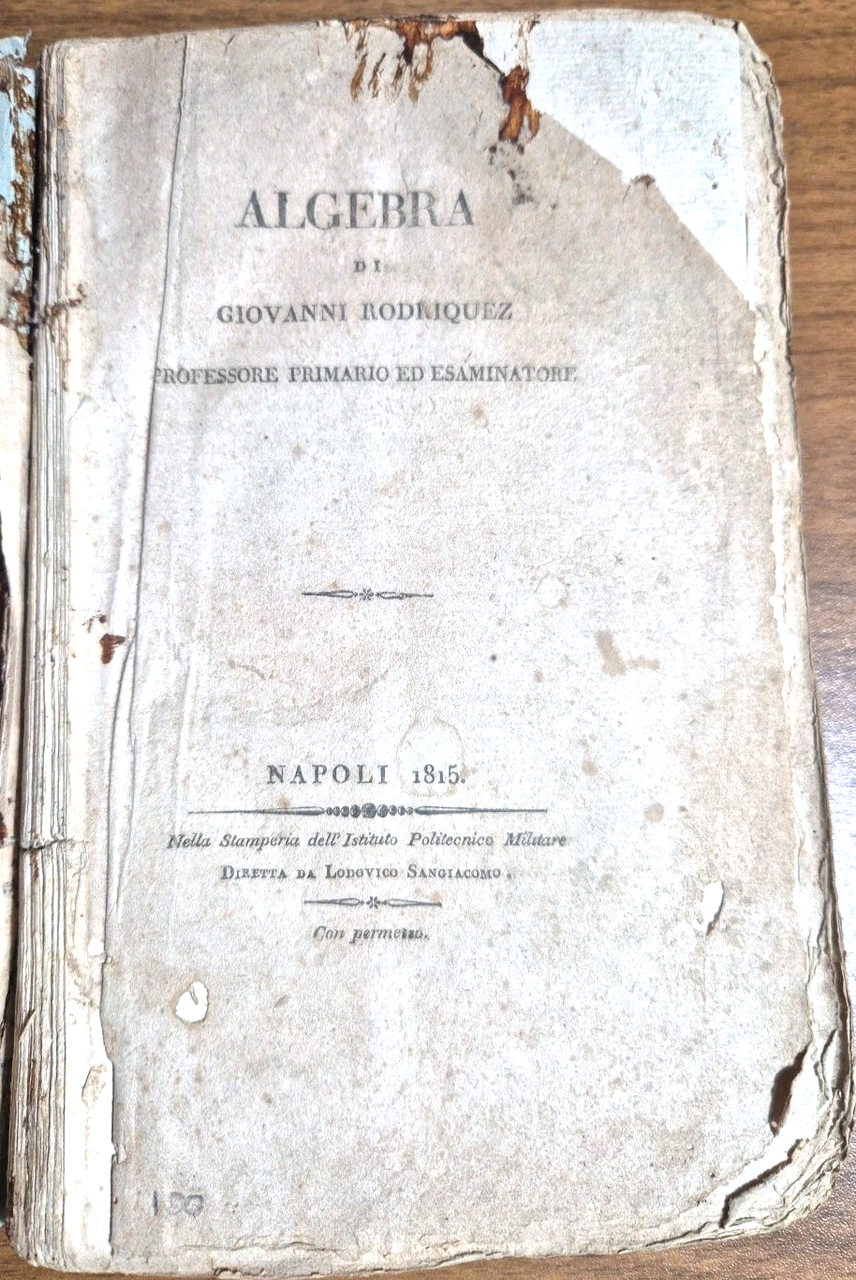 ALGEBRA
DI
GIOVANNI RODRIQUEZ
PROFESSORE PRIMARIO ED ESAMINATORE
NAPOLI 1815.
Nella Stamperia dell' Istituto Politecnico Militare
DIRETTA DA LODOVICO SANGIACOMO.
Con permesso.
100